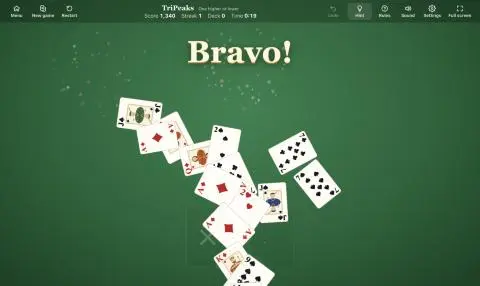 Menu
New game
Restart
TriPeaks One higher or lower
Score 1,340 Streak 1 Deck 0 Time 0:19
Undo
Hint
Rules
Sound
Settings
Full screen
Bravo!